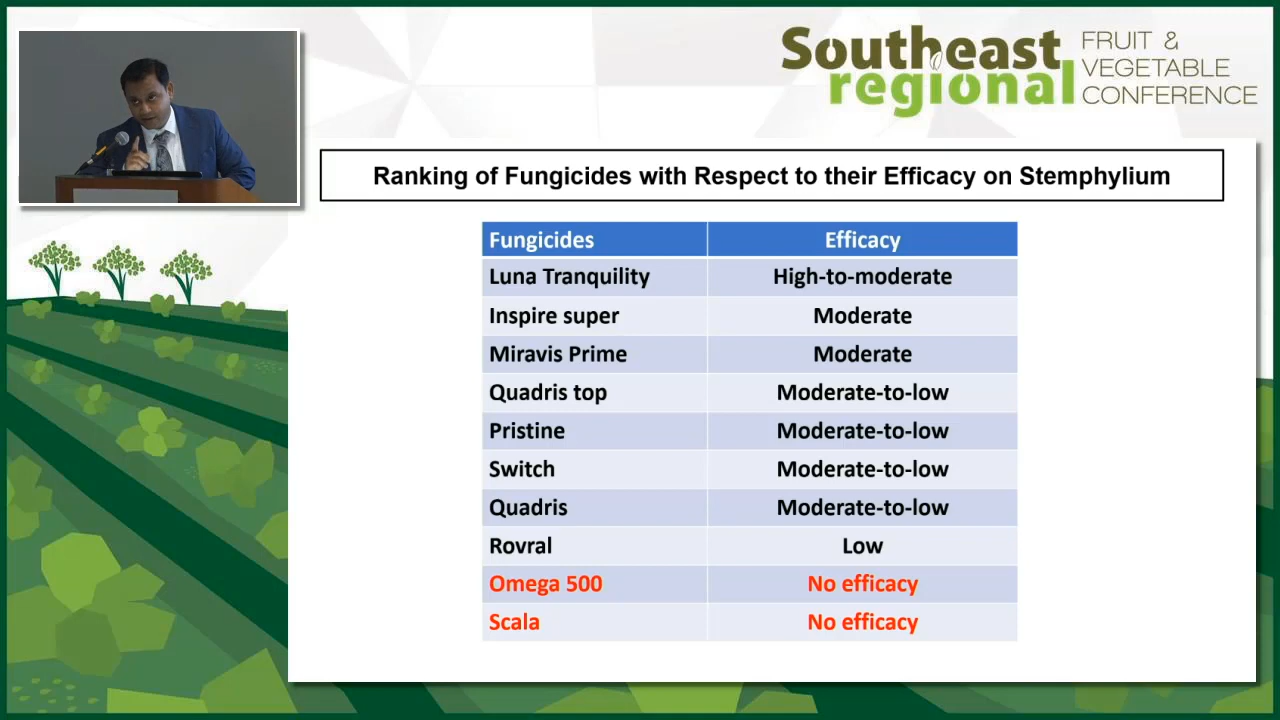 Southeast
regional
FRUIT &
VEGETABLE
CONFERENCE
Ranking of Fungicides with Respect to their Efficacy on Stemphylium
Fungicides Efficacy
Luna Tranquility High-to-moderate
Inspire super Moderate
Miravis Prime Moderate
Quadris top Moderate-to-low
Pristine Moderate-to-low
Switch Moderate-to-low
Quadris Moderate-to-low
Rovral Low
Omega 500 No efficacy
Scala No efficacy